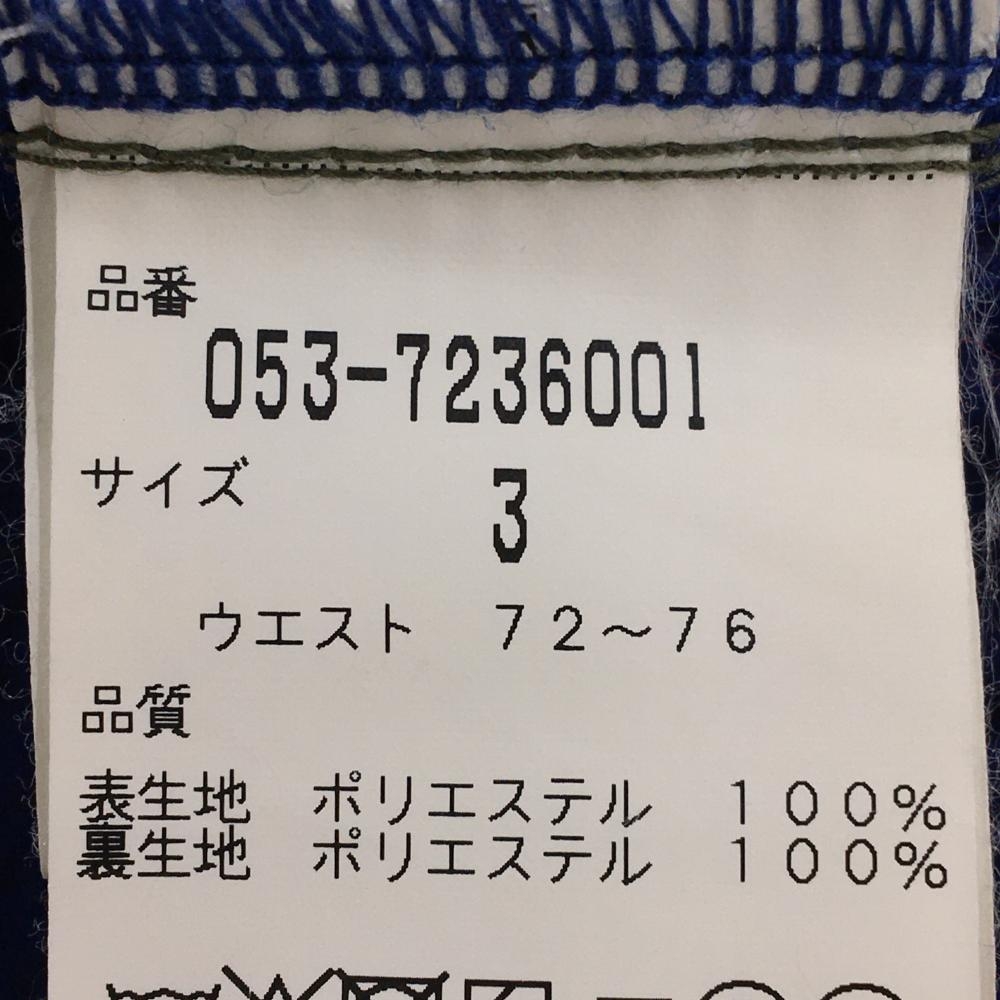 品番
053-7236001
サイズ
3
ウエスト 72~76
品質
表生地 ポリエステル 100%
裏生地 ポリエステル 100%